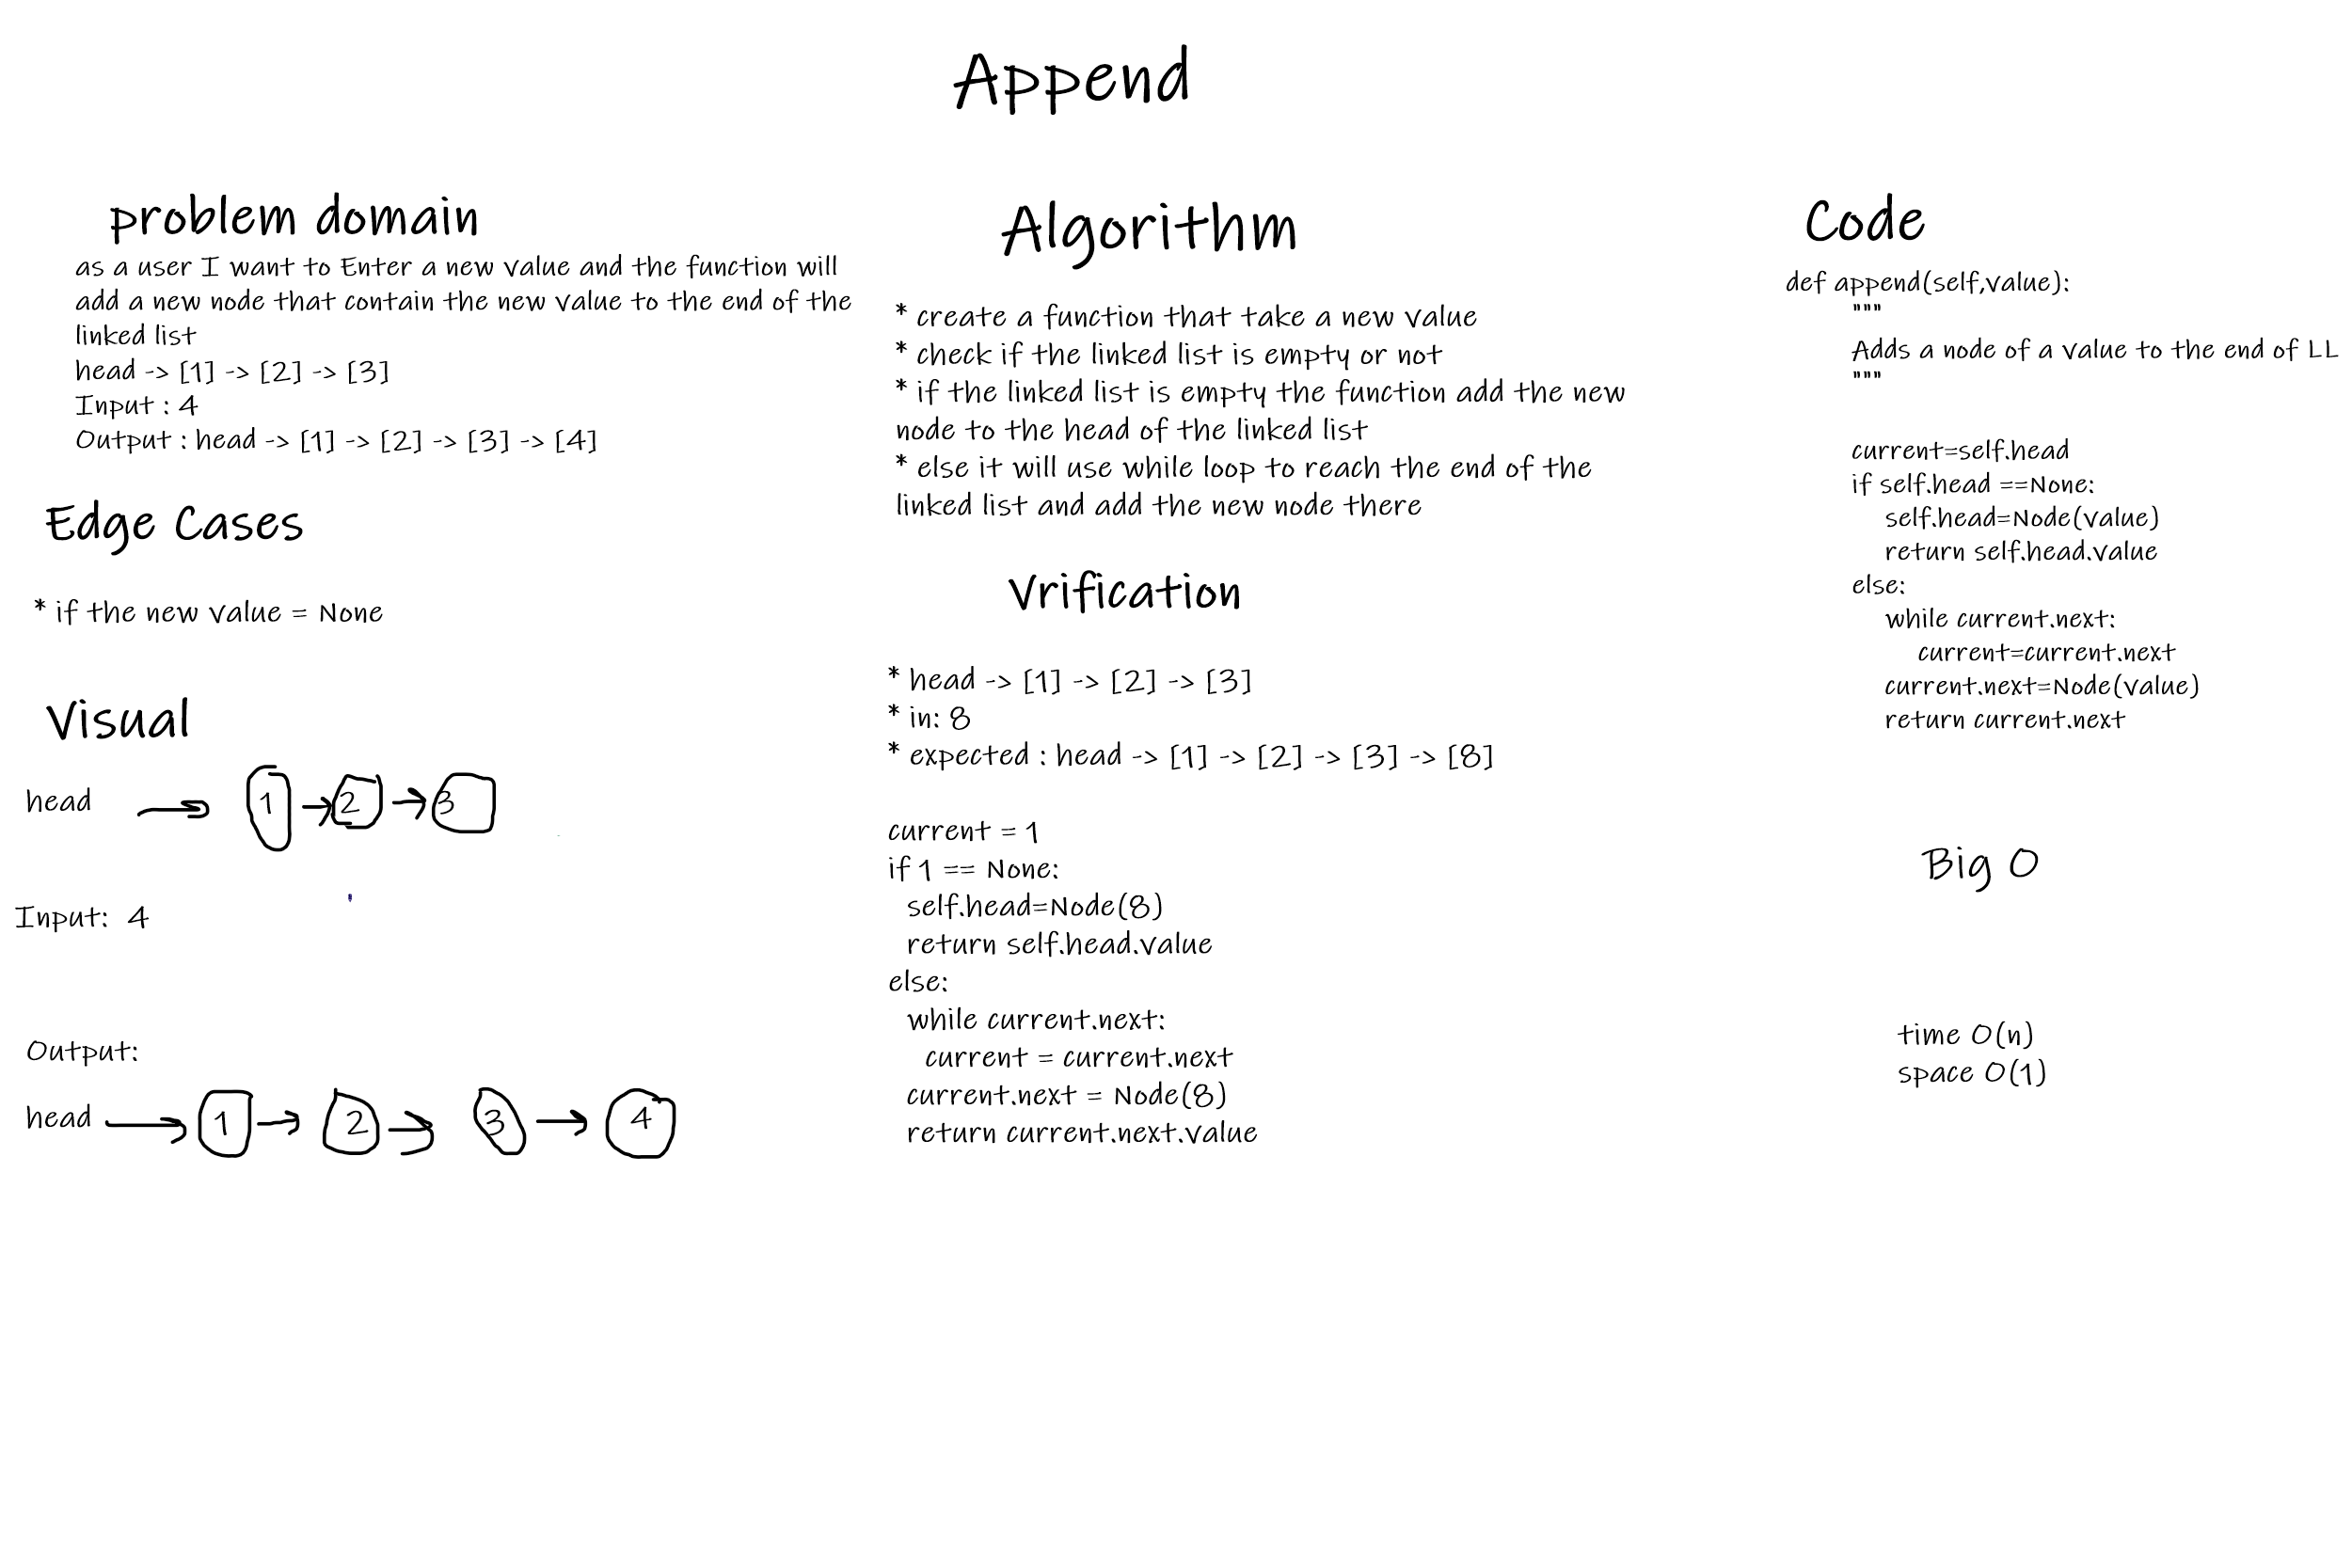 Append
problem domain
as a user I want to Enter a new value and the function will
add a new node that contain the new value to the end of the
linked list
head -> [1] -> [2] -> [3]
Input : 4
Output : head -> [1] -> [2] -> [3] -> [4]
Edge Cases
* if the new value = None
Visual
head 1 2 3
Input: 4
Output:
head 1 2 3 4
Algorithm
* create a function that take a new value
* check if the linked list is empty or not
* if the linked list is empty the function add the new
node to the head of the linked list
* else it will use while loop to reach the end of the
linked list and add the new node there
Vrification
* head -> [1] -> [2] -> [3]
* in: 8
* expected : head -> [1] -> [2] -> [3] -> [8]
current = 1
if 1 == None:
self.head=Node(8)
return self.head.value
else:
while current.next:
current = current.next
current.next = Node(8)
return current.next.value
Code
def append(self,value):
"""
Adds a node of a value to the end of LL
"""
current=self.head
if self.head ==None:
self.head=Node(value)
return self.head.value
else:
while current.next:
current=current.next
current.next=Node(value)
return current.next
Big O
time O(n)
space O(1)